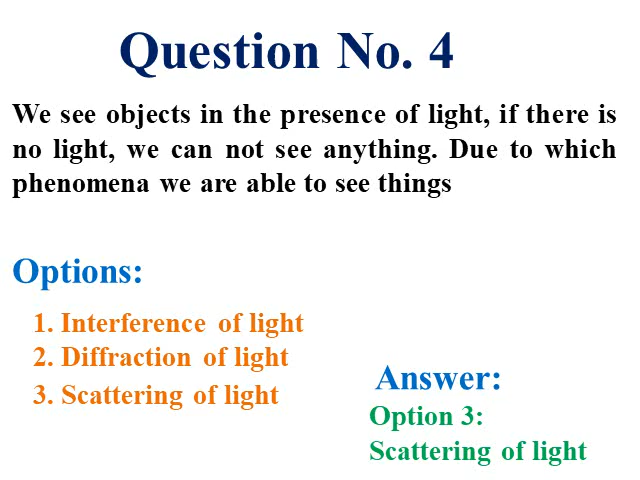 Question No. 4
We see objects in the presence of light, if there is
no light, we can not see anything. Due to which
phenomena we are able to see things
Options:
1. Interference of light
2. Diffraction of light
3. Scattering of light
Answer:
Option 3:
Scattering of light